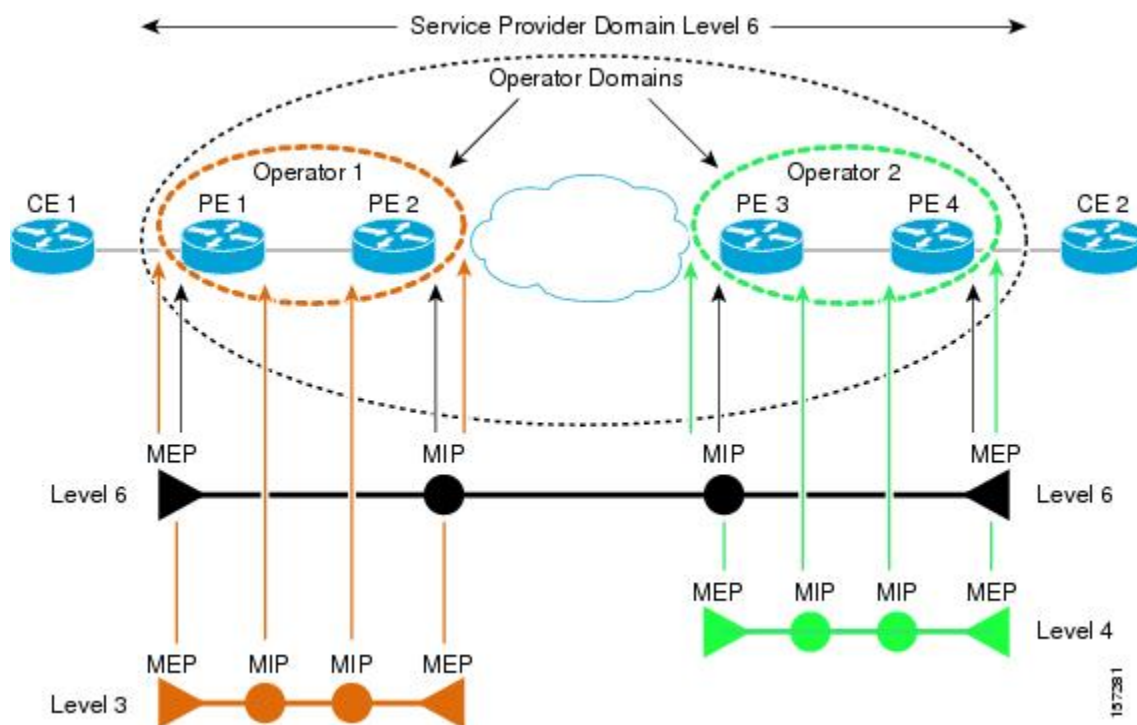 Service Provider Domain Level 6
Operator Domains
Operator 1
Operator 2
CE 1
PE 1
PE 2
PE 3
PE 4
CE 2
MEP
MIP
MIP
MEP
Level 6
Level 6
MEP
MIP
MIP
MEP
Level 4
MEP
MIP
MIP
MEP
Level 3
157281